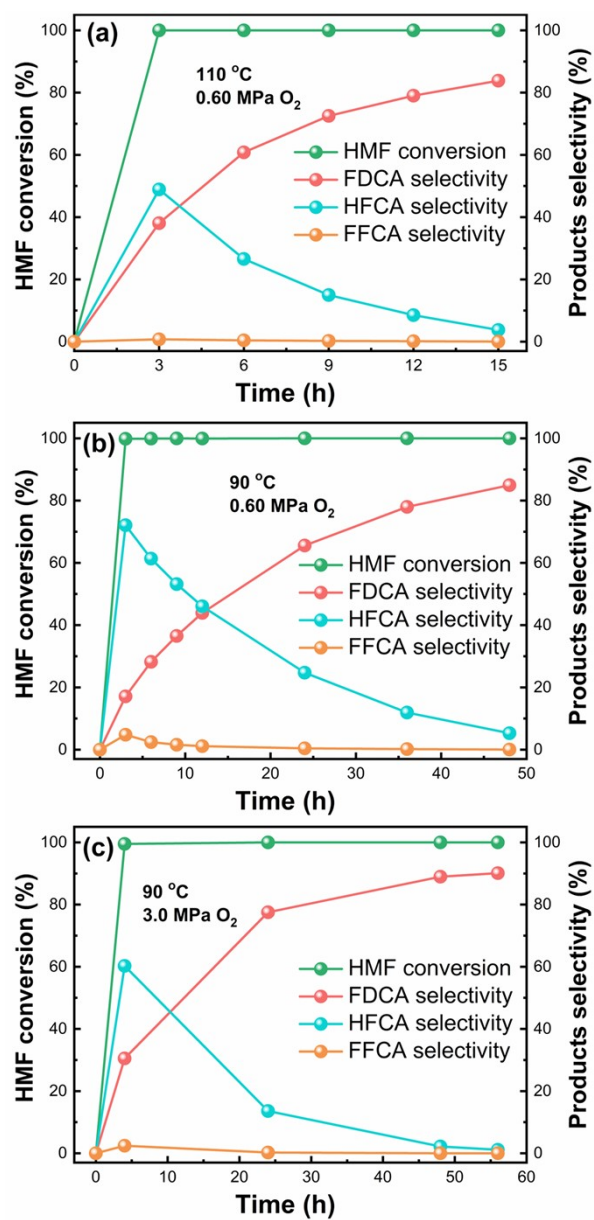 (a)
110 °C
0.60 MPa O2
HMF conversion
FDCA selectivity
HFCA selectivity
FFCA selectivity
HMF conversion (%)
Products selectivity (%)
100
80
60
40
20
0
100
80
60
40
20
0
0 3 6 9 12 15
Time (h)
(b)
90 °C
0.60 MPa O2
HMF conversion
FDCA selectivity
HFCA selectivity
FFCA selectivity
HMF conversion (%)
Products selectivity (%)
100
80
60
40
20
0
100
80
60
40
20
0
0 10 20 30 40 50
Time (h)
(c)
90 °C
3.0 MPa O2
HMF conversion
FDCA selectivity
HFCA selectivity
FFCA selectivity
HMF conversion (%)
Products selectivity (%)
100
80
60
40
20
0
100
80
60
40
20
0
0 10 20 30 40 50 60
Time (h)